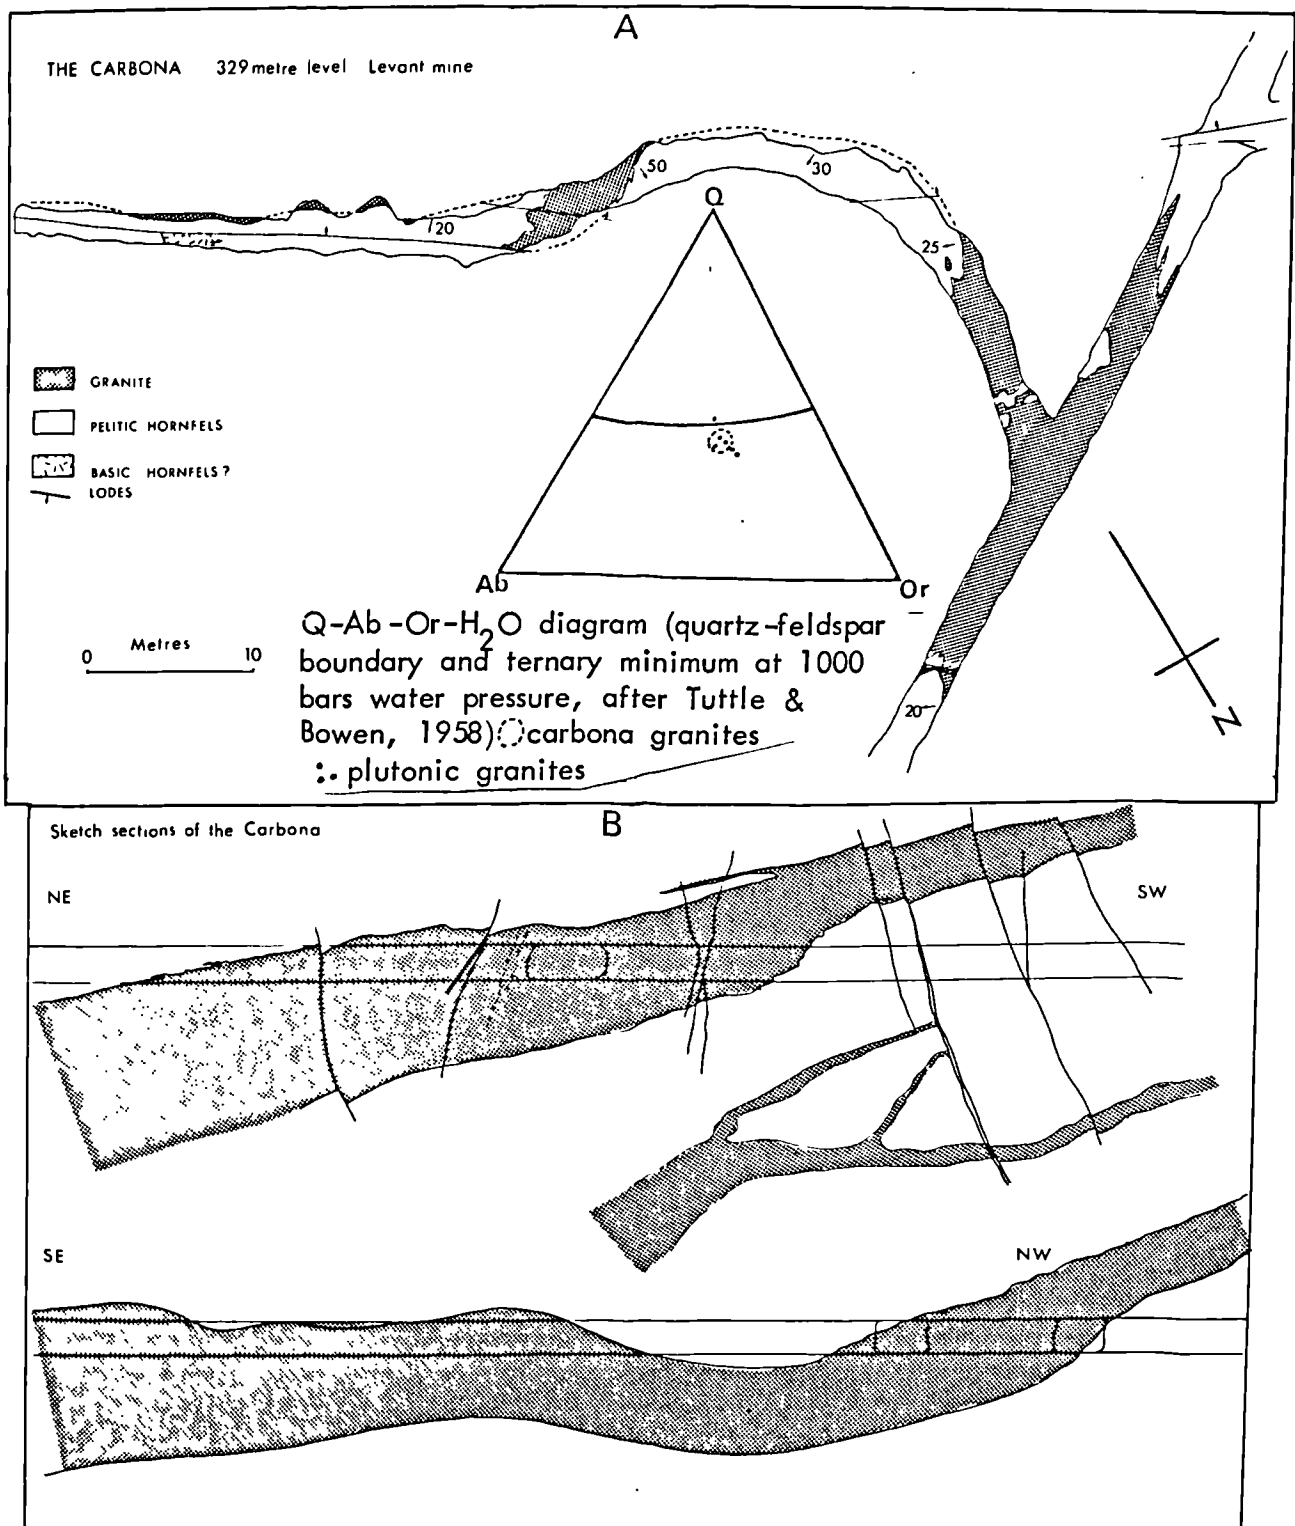 A
THE CARBONA 329 metre level Levant mine
50
30
20
25
Q
GRANITE
PELITIC HORNFELS
BASIC HORNFELS?
LODES
Ab
Or
Metres
0 10
Q-Ab-Or-H2O diagram (quartz-feldspar
boundary and ternary minimum at 1000
bars water pressure, after Tuttle &
Bowen, 1958) carbona granites
plutonic granites
20
N
B
Sketch sections of the Carbona
NE
SW
SE
NW